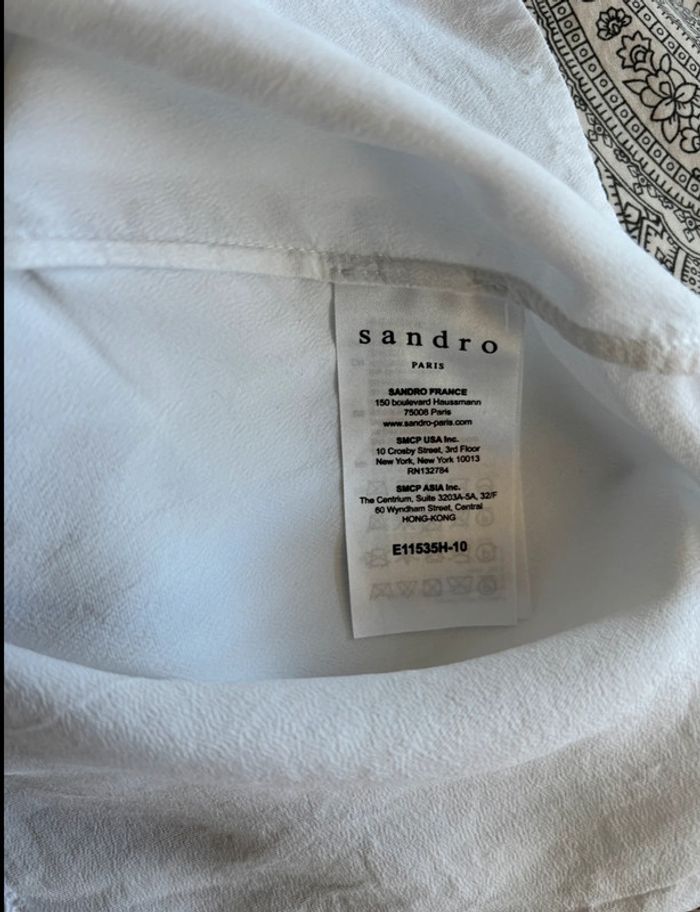 sandro
PARIS
SANDRO FRANCE
150 boulevard Haussmann
75008 Paris
www.sandro-paris.com
SMCP USA Inc.
10 Crosby Street, 3rd Floor
New York, New York 10013
RN132784
SMCP ASIA Inc.
The Centrium, Suite 3203A-5A, 32/F
60 Wyndham Street, Central
HONG-KONG
E11535H-10